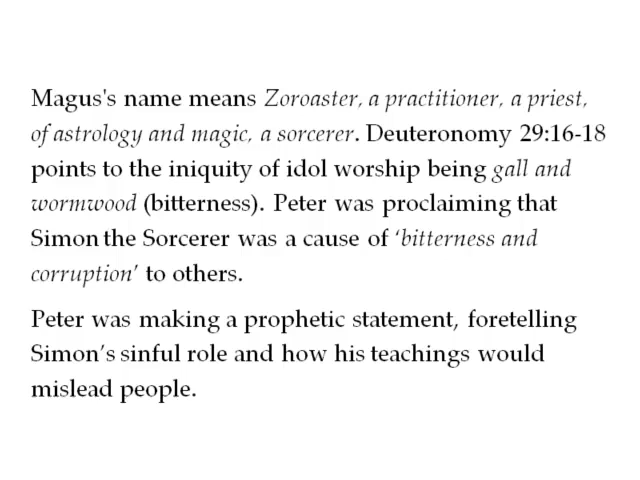 Magus's name means Zoroaster, a practitioner, a priest,
of astrology and magic, a sorcerer. Deuteronomy 29:16-18
points to the iniquity of idol worship being gall and
wormwood (bitterness). Peter was proclaiming that
Simon the Sorcerer was a cause of ‘bitterness and
corruption’ to others.
Peter was making a prophetic statement, foretelling
Simon’s sinful role and how his teachings would
mislead people.